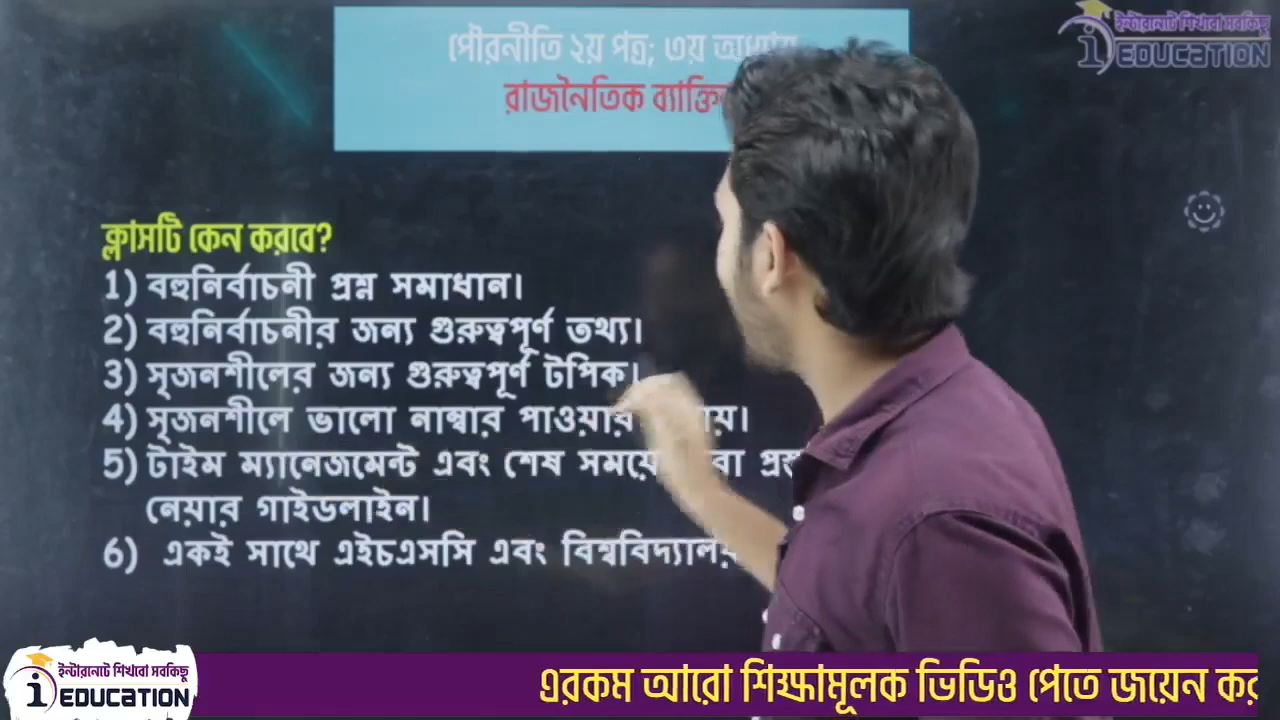 পৌরনীতি ২য় পত্র; ৩য়
রাজনৈতিক
ইন্টারনেটে শিখবো সবকিছু
EDUCATION
ক্লাসটি কেন করবে?
1) বহুনির্বাচনী প্রশ্ন সমাধান।
2) বহুনির্বাচনীর জন্য গুরুত্বপূর্ণ তথ্য।
3) সৃজনশীলের জন্য গুরুত্বপূর্ণ টপিক।
4) সৃজনশীলে ভালো নাম্বার পাওয়ার
5) টাইম ম্যানেজমেন্ট এবং শেষ
নেয়ার গাইডলাইন।
6) একই সাথে এইচএসসি এবং
ইন্টারনেটে শিখবো সবকিছু
EDUCATION
এরকম আরো শিক্ষামূলক ভিডিও পেতে জয়েন